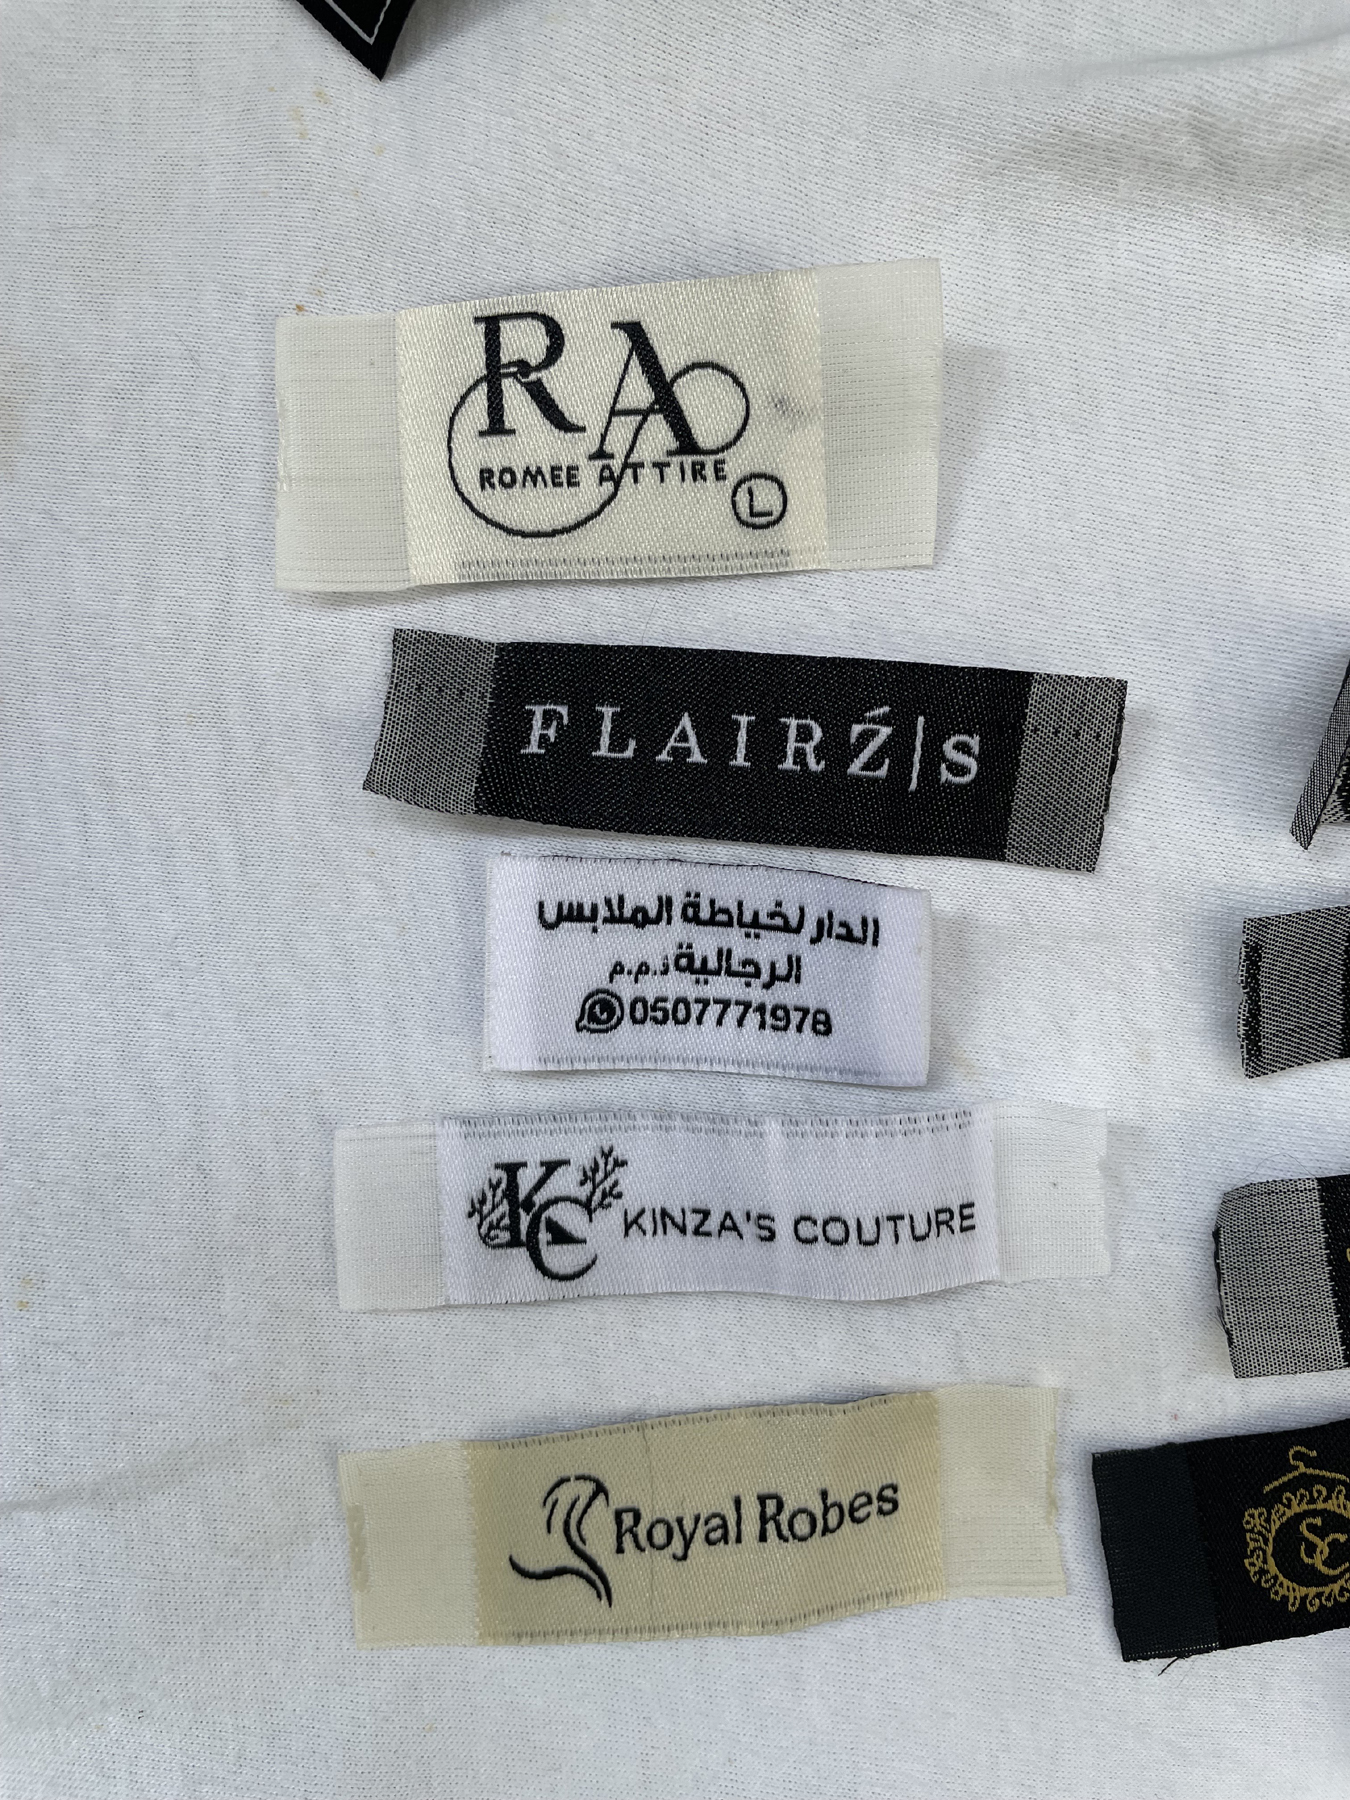 RA
ROMEE ATTIRE
L
FLAIRŹ|S
الدار لخياطة الملابس
الرجالية ذ.م.م
0507771978
KC
KINZA'S COUTURE
Royal Robes
SC